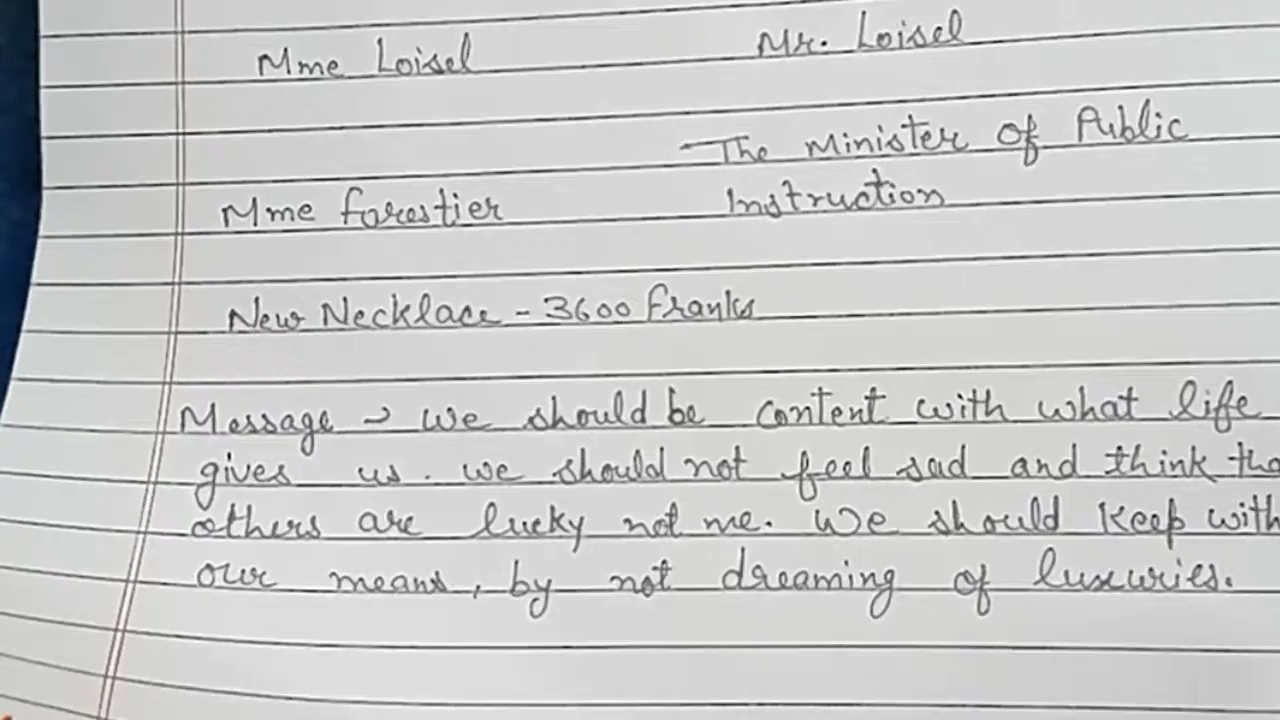 Mme Loisel Mr. Loisel
The Minister of Public
Mme forestier Instruction
New Necklace - 3600 franks
Message → We should be content with what life
gives us. We should not feel sad and think tha
others are lucky not me. We should keep with
our means, by not dreaming of luxuries.